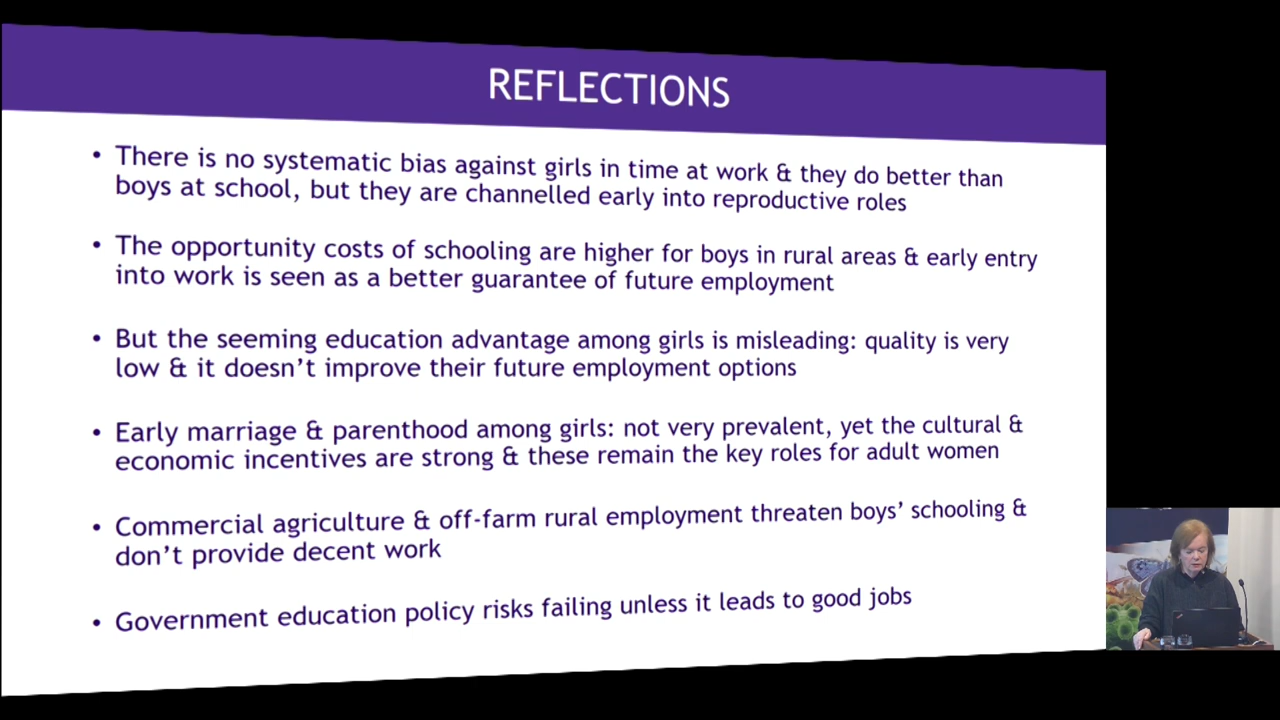 REFLECTIONS
• There is no systematic bias against girls in time at work & they do better than
boys at school, but they are channelled early into reproductive roles
• The opportunity costs of schooling are higher for boys in rural areas & early entry
into work is seen as a better guarantee of future employment
• But the seeming education advantage among girls is misleading: quality is very
low & it doesn't improve their future employment options
• Early marriage & parenthood among girls: not very prevalent, yet the cultural &
economic incentives are strong & these remain the key roles for adult women
• Commercial agriculture & off-farm rural employment threaten boys' schooling &
don't provide decent work
• Government education policy risks failing unless it leads to good jobs